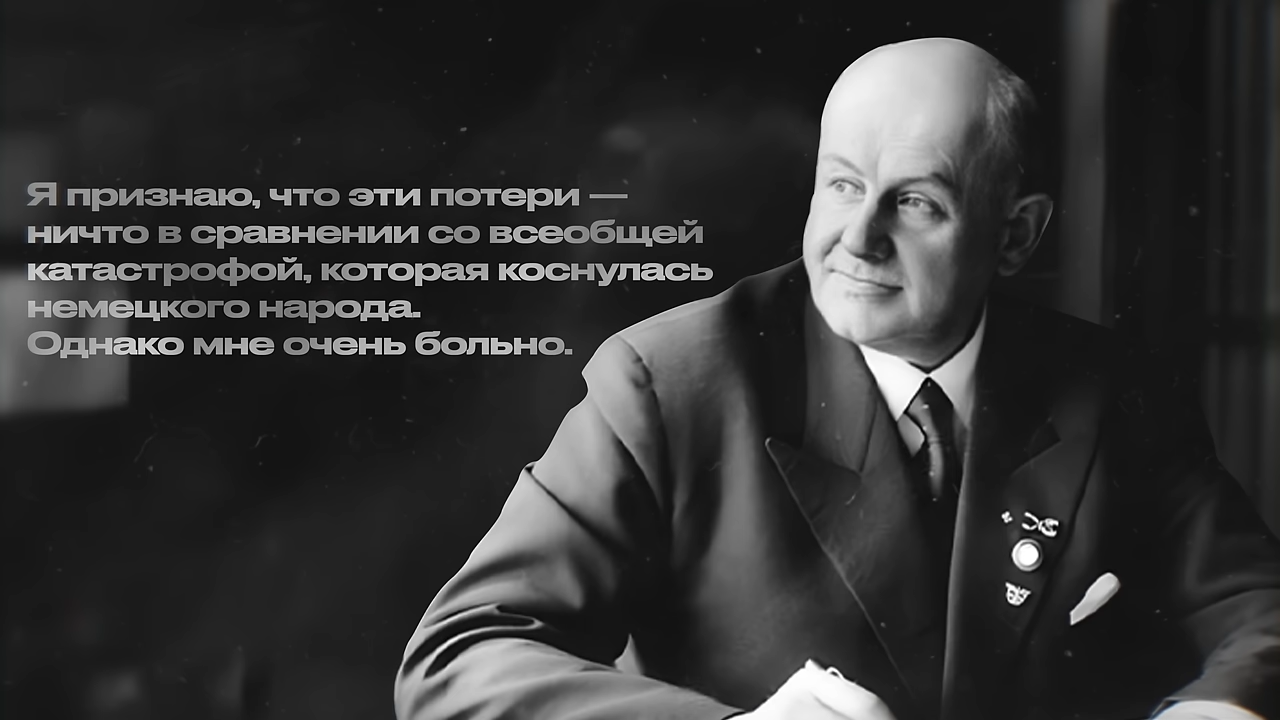 Я признаю, что эти потери —
ничто в сравнении со всеобщей
катастрофой, которая коснулась
немецкого народа.
Однако мне очень больно.